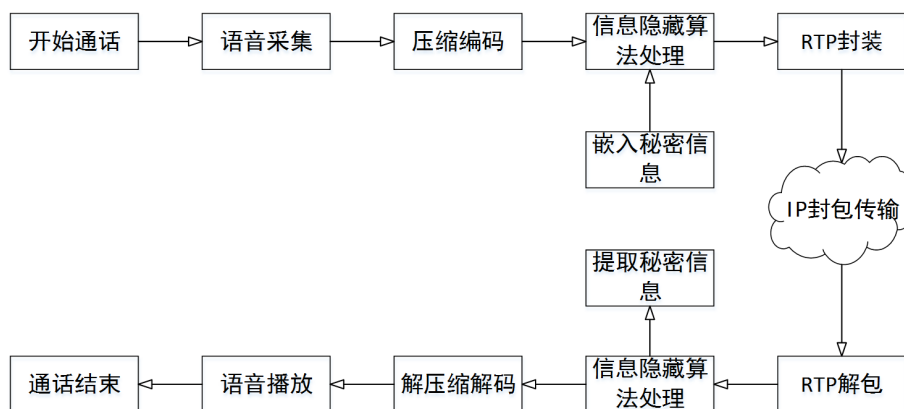 开始通话
语音采集
压缩编码
信息隐藏算
法处理
RTP封装
嵌入秘密信
息
IP封包传输
提取秘密信
息
通话结束
语音播放
解压缩解码
信息隐藏算
法处理
RTP解包